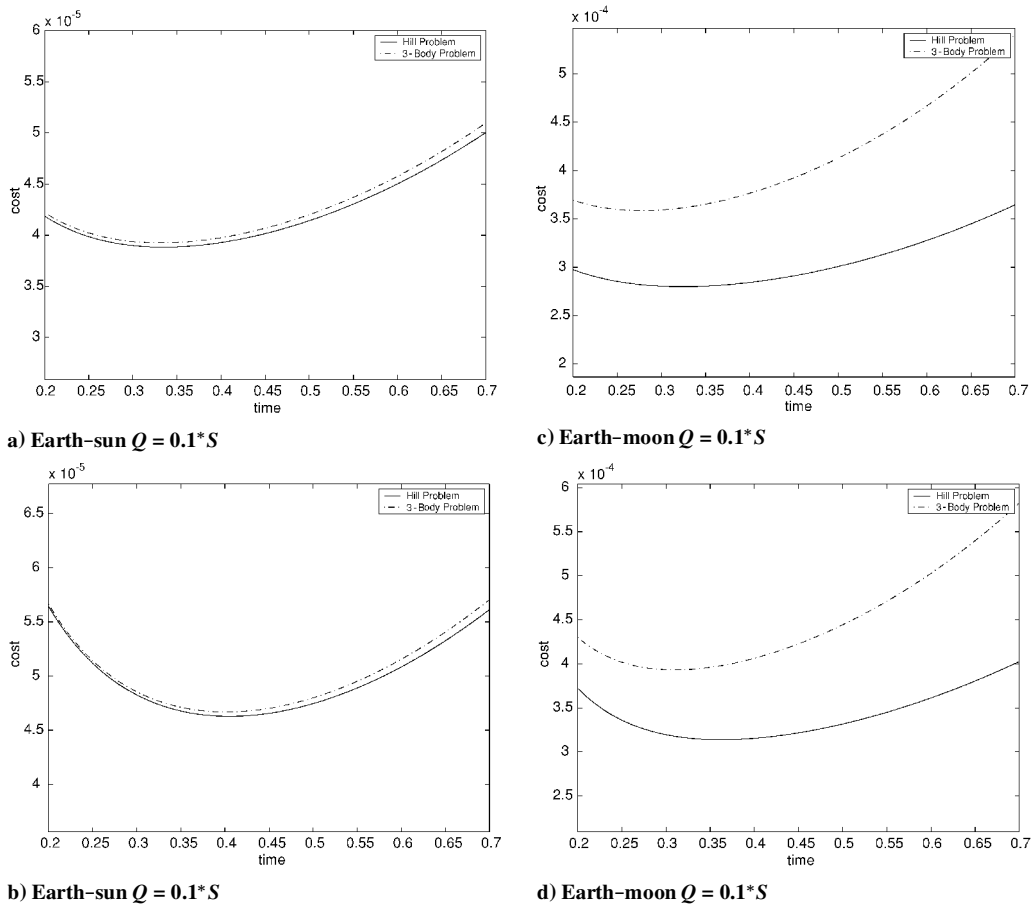 x 10⁻⁵
6
5.5
5
4.5
4
3.5
3
cost
0.2 0.25 0.3 0.35 0.4 0.45 0.5 0.55 0.6 0.65 0.7
time
Hill Problem
3-Body Problem
a) Earth–sun Q = 0.1*S
x 10⁻⁴
5
4.5
4
3.5
3
2.5
2
cost
0.2 0.25 0.3 0.35 0.4 0.45 0.5 0.55 0.6 0.65 0.7
time
Hill Problem
3-Body Problem
c) Earth–moon Q = 0.1*S
x 10⁻⁵
6.5
6
5.5
5
4.5
4
cost
0.2 0.25 0.3 0.35 0.4 0.45 0.5 0.55 0.6 0.65 0.7
time
Hill Problem
3-Body Problem
b) Earth–sun Q = 0.1*S
x 10⁻⁴
6
5.5
5
4.5
4
3.5
3
2.5
cost
0.2 0.25 0.3 0.35 0.4 0.45 0.5 0.55 0.6 0.65 0.7
time
Hill Problem
3-Body Problem
d) Earth–moon Q = 0.1*S